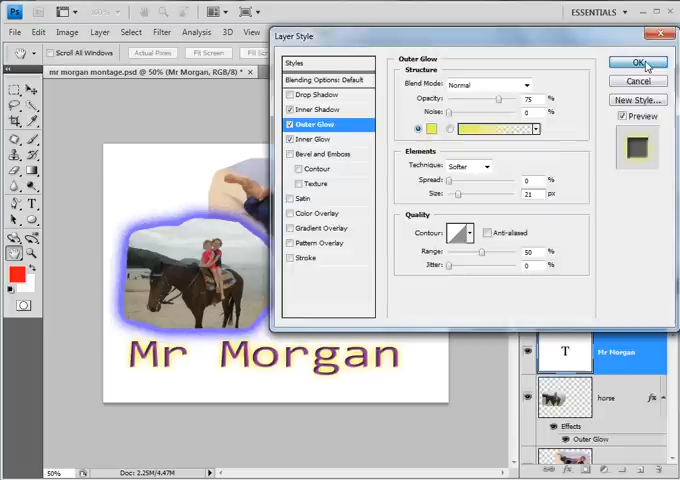 Ps 100% ESSENTIALS
File Edit Image Layer Select Filter Analysis 3D View
Scroll All Windows Actual Pixels Fit Screen
mr morgan montage.psd @ 50% (Mr Morgan, RGB/8) *
Layer Style
Styles
Blending Options: Default
Drop Shadow
Inner Shadow
Outer Glow
Inner Glow
Bevel and Emboss
Contour
Texture
Satin
Color Overlay
Gradient Overlay
Pattern Overlay
Stroke
Outer Glow
Structure
Blend Mode: Normal
Opacity: 75 %
Noise: 0 %
Elements
Technique: Softer
Spread: 0 %
Size: 21 px
Quality
Contour: Anti-aliased
Range: 50 %
Jitter: 0 %
OK
Cancel
New Style...
Preview
Mr Morgan
T Mr Morgan
horse fx
Effects
Outer Glow
50% Doc: 2.25M/4.47M